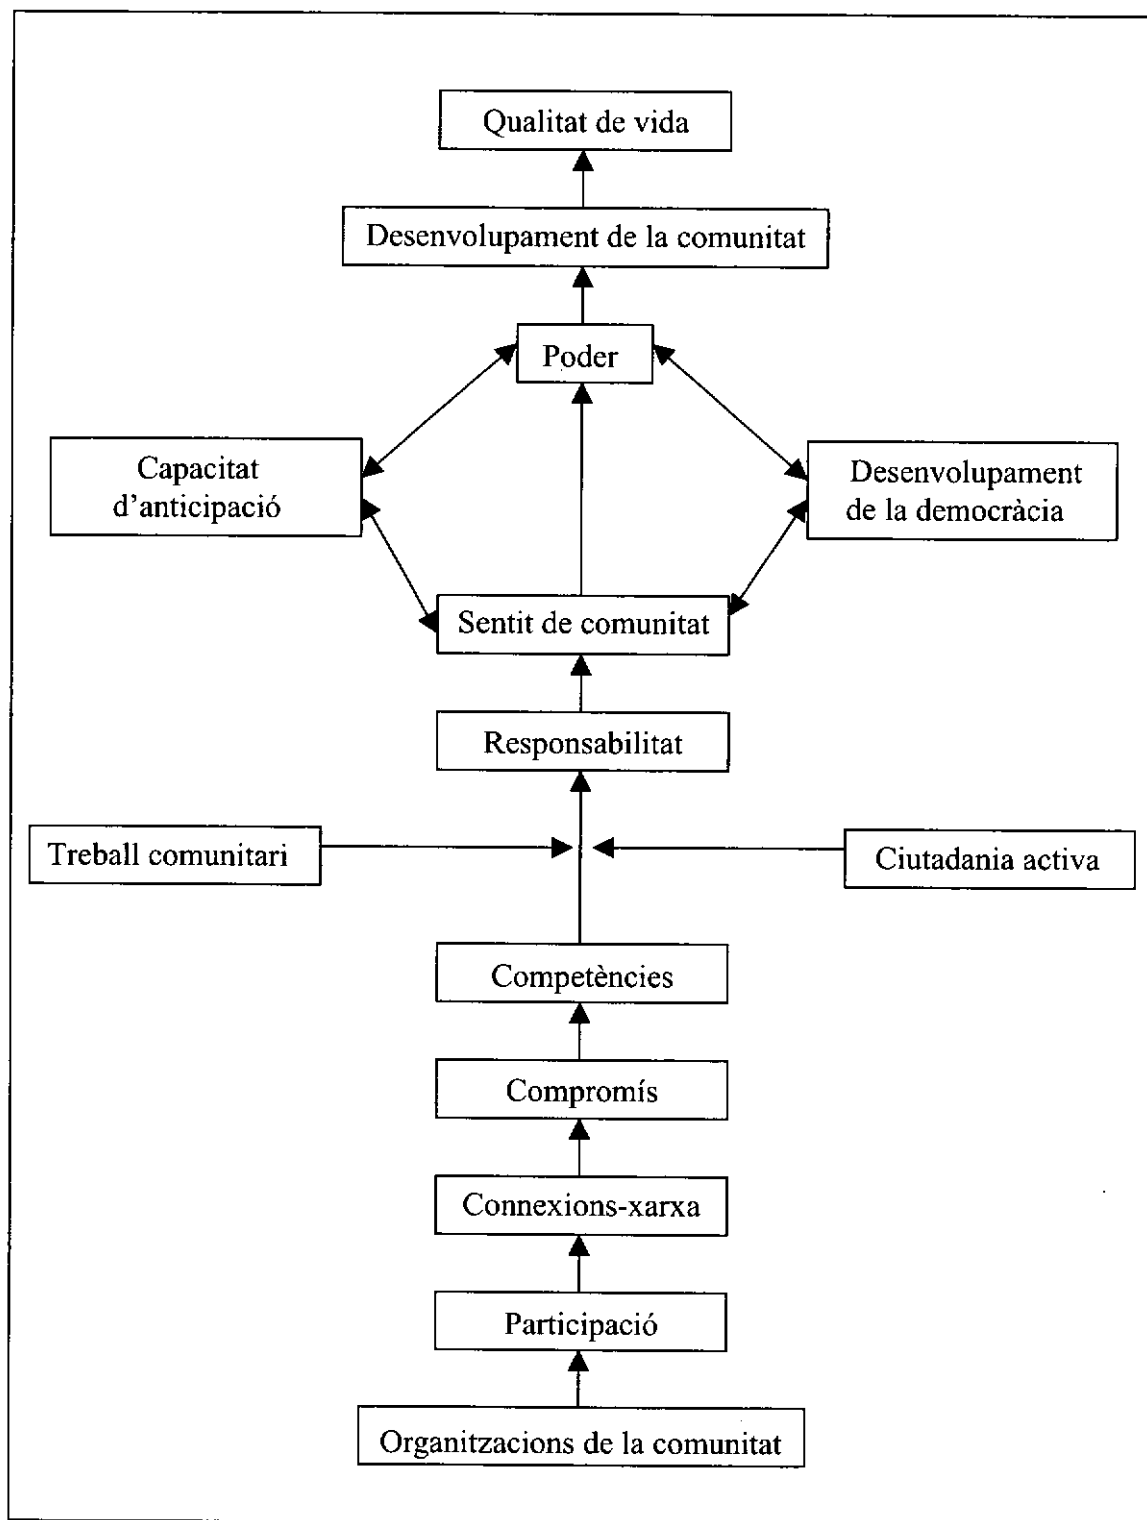 Qualitat de vida
Desenvolupament de la comunitat
Poder
Capacitat
d'anticipació
Desenvolupament
de la democràcia
Sentit de comunitat
Responsabilitat
Treball comunitari
Ciutadania activa
Competències
Compromís
Connexions-xarxa
Participació
Organitzacions de la comunitat